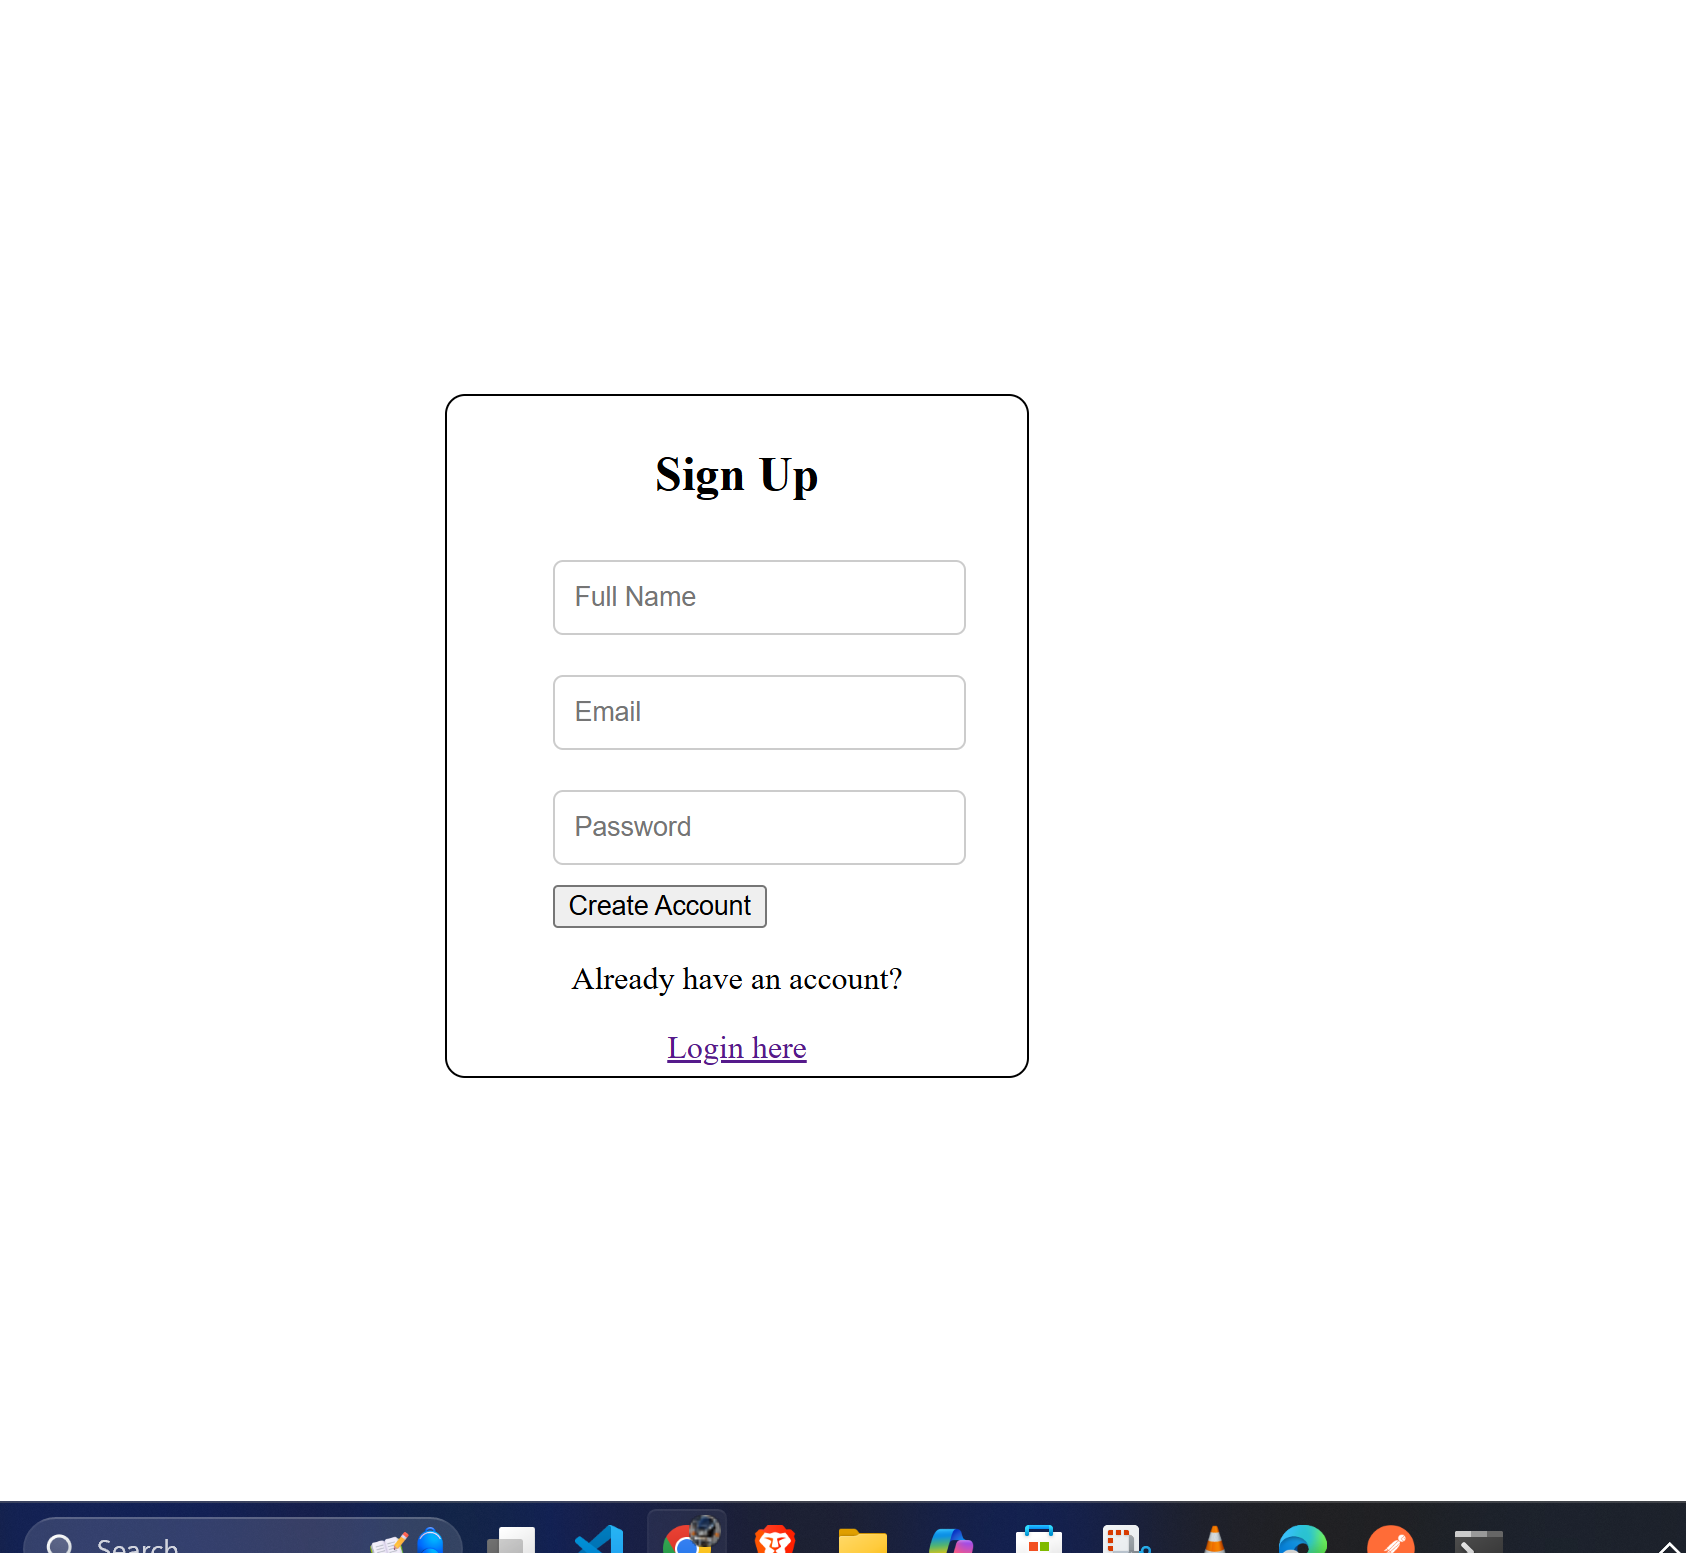 Sign Up
Full Name
Email
Password
Create Account
Already have an account?
Login here
Search